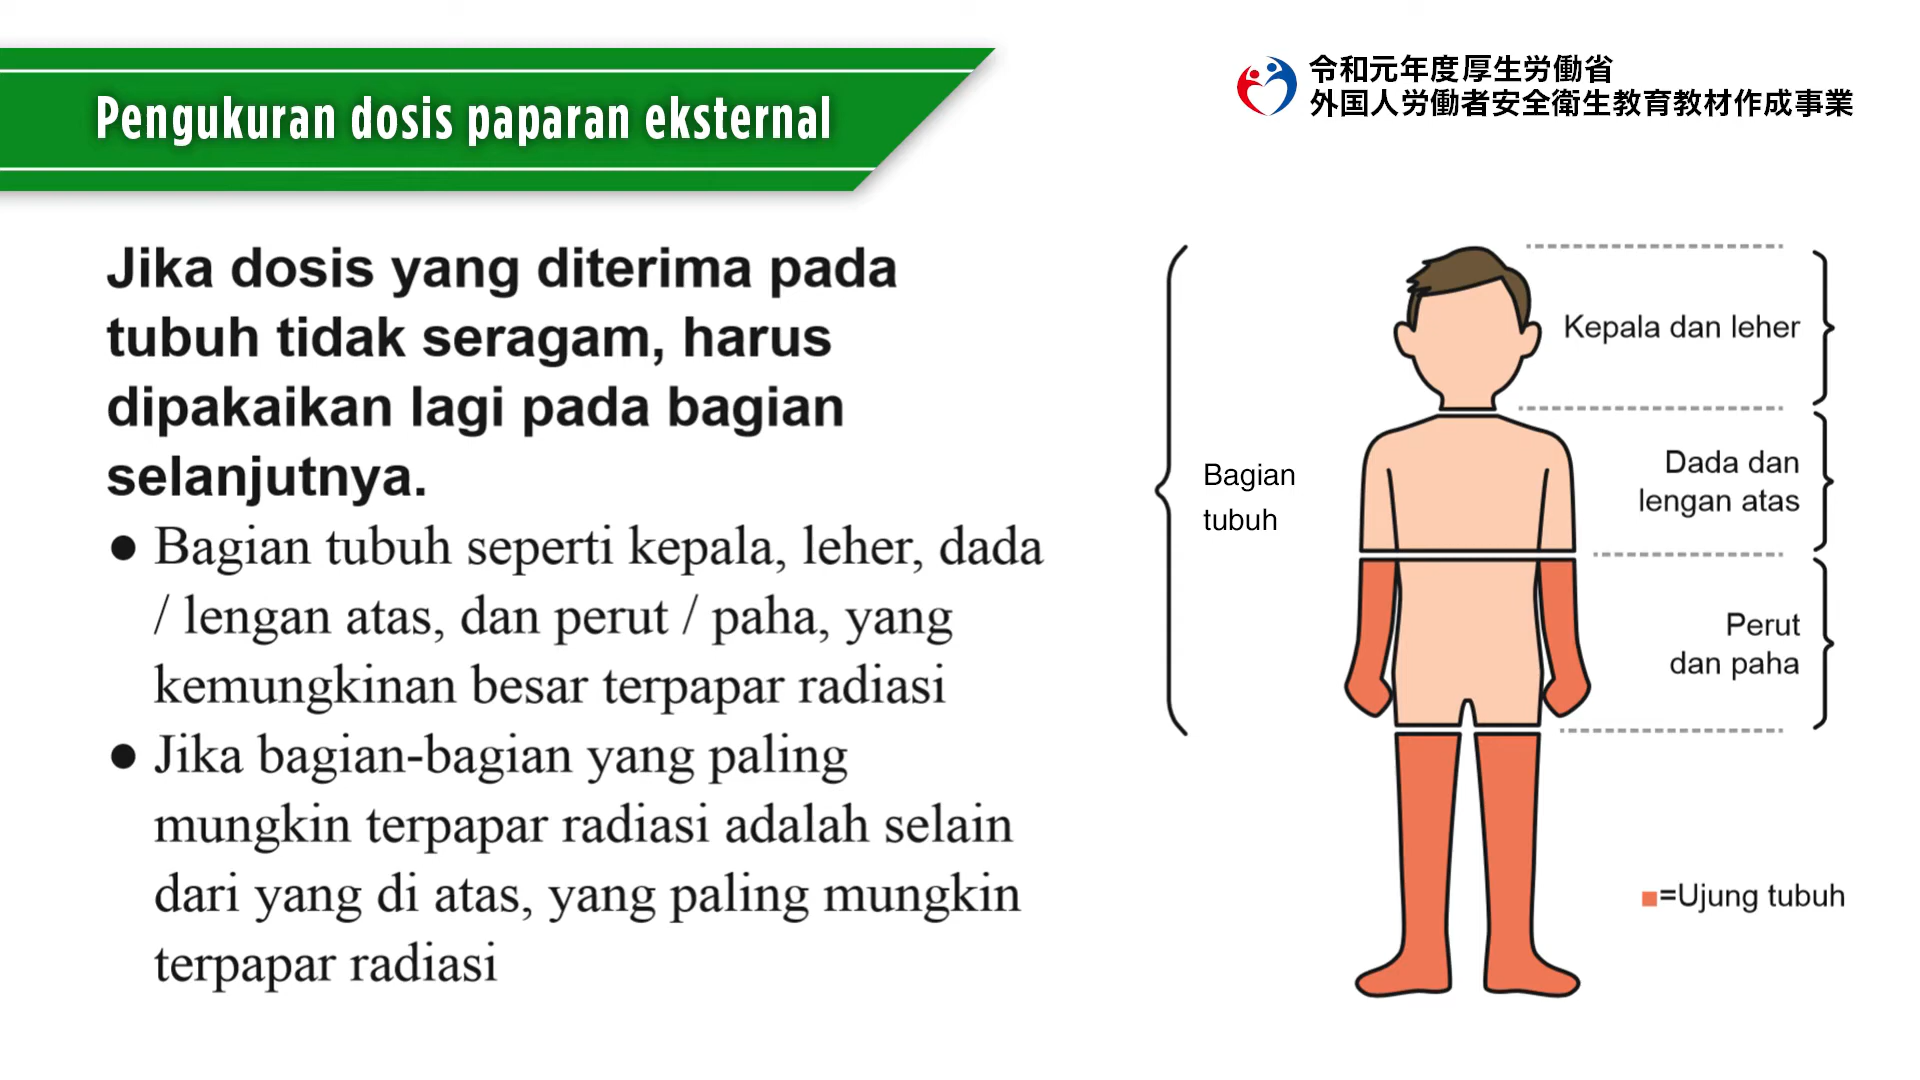 Pengukuran dosis paparan eksternal
令和元年度厚生労働省
外国人労働者安全衛生教育教材作成事業
Jika dosis yang diterima pada
tubuh tidak seragam, harus
dipakaikan lagi pada bagian
selanjutnya.
● Bagian tubuh seperti kepala, leher, dada
/ lengan atas, dan perut / paha, yang
kemungkinan besar terpapar radiasi
● Jika bagian-bagian yang paling
mungkin terpapar radiasi adalah selain
dari yang di atas, yang paling mungkin
terpapar radiasi
Bagian
tubuh
Kepala dan leher
Dada dan
lengan atas
Perut
dan paha
=Ujung tubuh